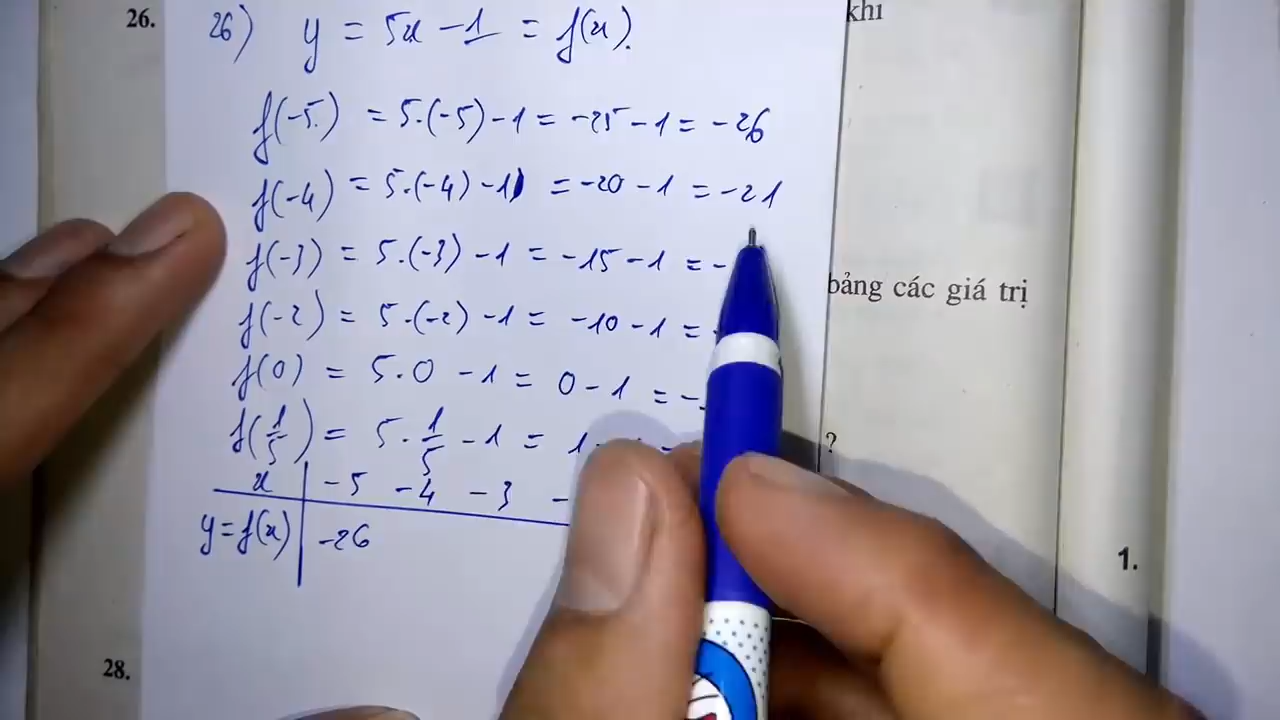 26.
26) y = 5x - 1 = f(x).
khi
f(-5) = 5.(-5) - 1 = -25 - 1 = -26
f(-4) = 5.(-4) - 1 = -20 - 1 = -21
f(-3) = 5.(-3) - 1 = -15 - 1 = -
bảng các giá trị
f(-2) = 5.(-2) - 1 = -10 - 1 =
f(0) = 5.0 - 1 = 0 - 1 = -
f(1/5) = 5.1/5 - 1 = 1
?
x -5 -4 -3 -
y = f(x) -26
1.
28.